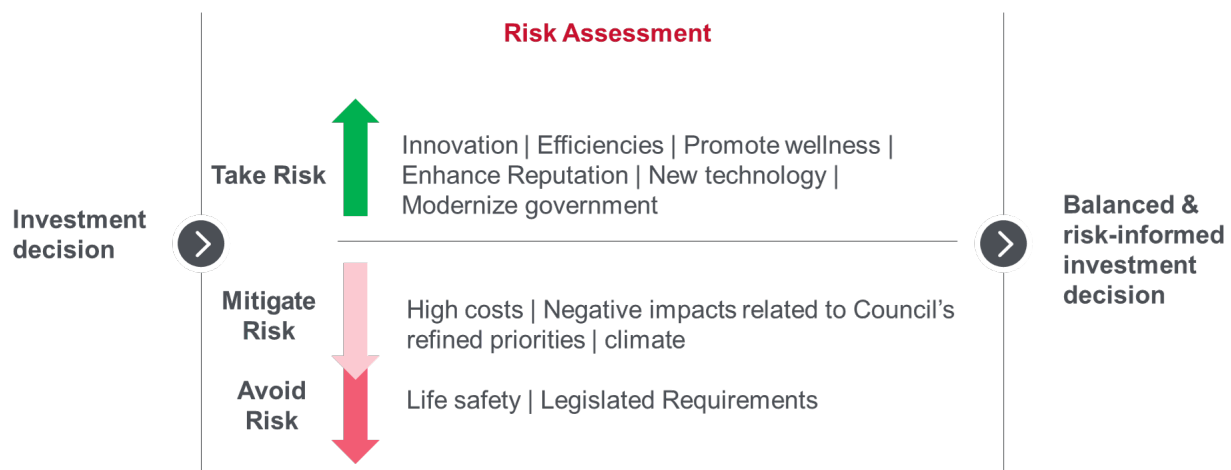 Risk Assessment
Investment
decision
Take Risk
Innovation | Efficiencies | Promote wellness |
Enhance Reputation | New technology |
Modernize government
Mitigate
Risk
High costs | Negative impacts related to Council’s
refined priorities | climate
Avoid
Risk
Life safety | Legislated Requirements
Balanced &
risk-informed
investment
decision